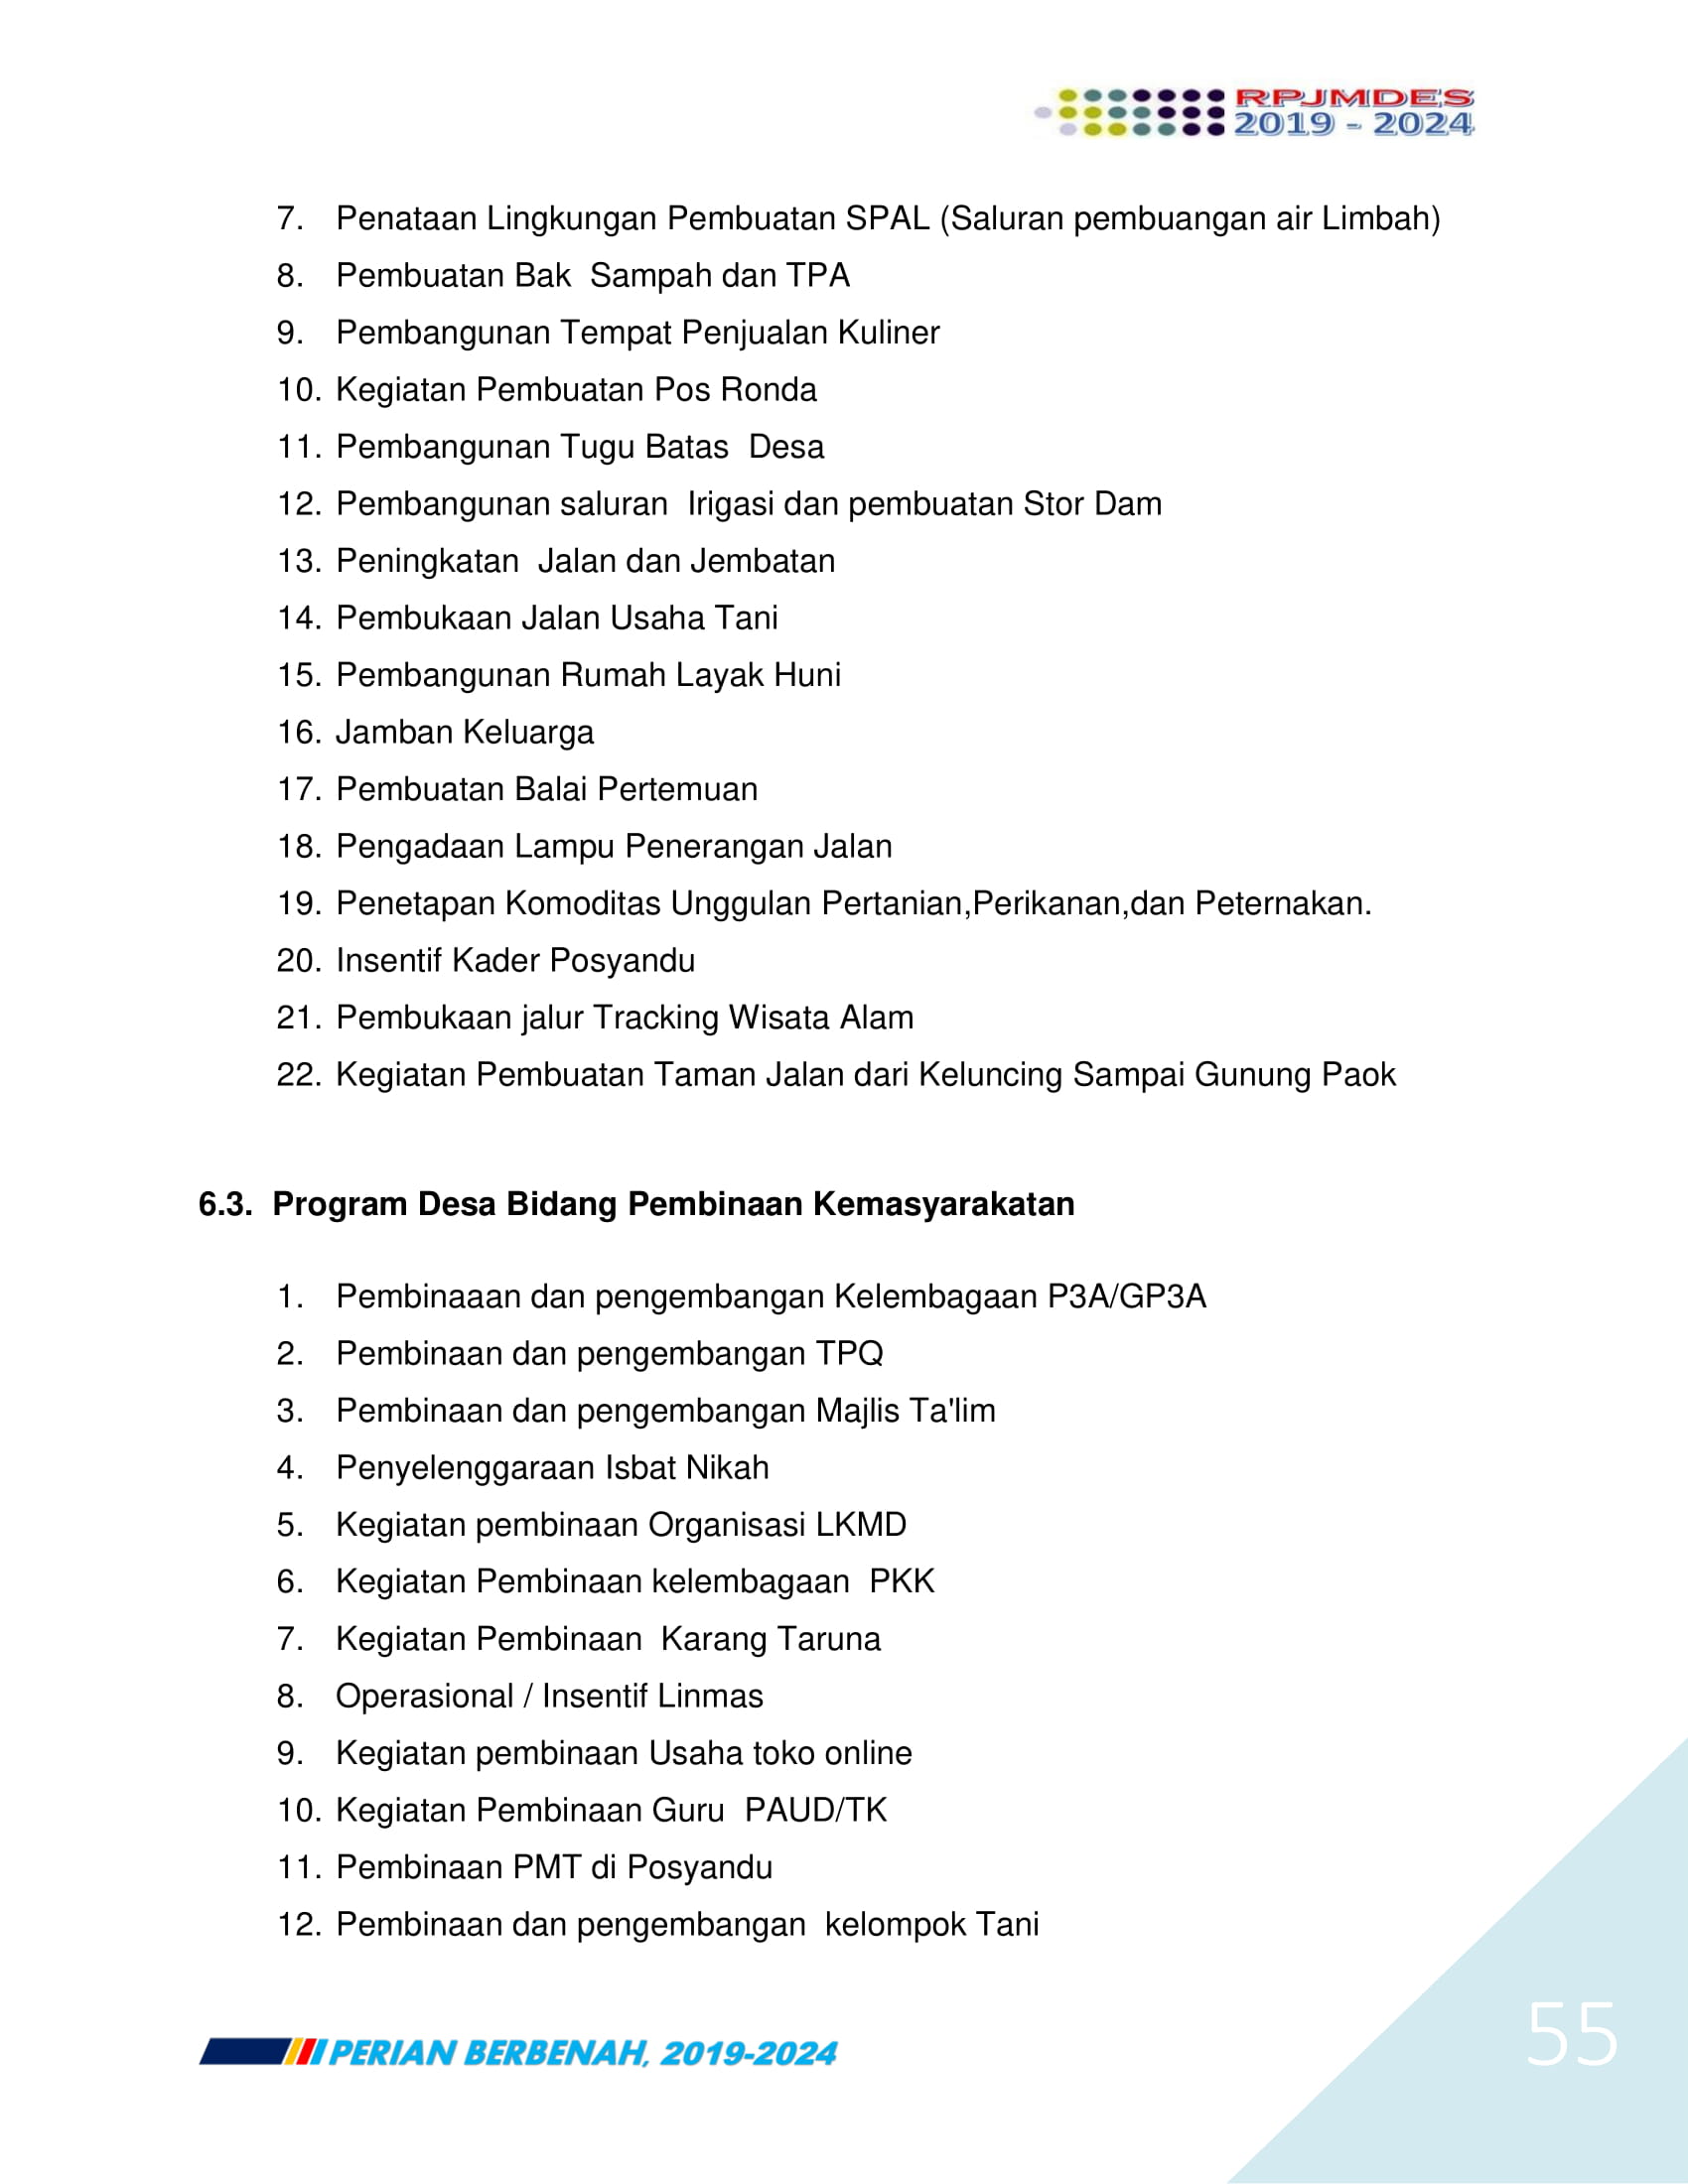 RPJMDES
2019 - 2024
7. Penataan Lingkungan Pembuatan SPAL (Saluran pembuangan air Limbah)
8. Pembuatan Bak  Sampah dan TPA
9. Pembangunan Tempat Penjualan Kuliner
10. Kegiatan Pembuatan Pos Ronda
11. Pembangunan Tugu Batas  Desa
12. Pembangunan saluran  Irigasi dan pembuatan Stor Dam
13. Peningkatan  Jalan dan Jembatan
14. Pembukaan Jalan Usaha Tani
15. Pembangunan Rumah Layak Huni
16. Jamban Keluarga
17. Pembuatan Balai Pertemuan
18. Pengadaan Lampu Penerangan Jalan
19. Penetapan Komoditas Unggulan Pertanian,Perikanan,dan Peternakan.
20. Insentif Kader Posyandu
21. Pembukaan jalur Tracking Wisata Alam
22. Kegiatan Pembuatan Taman Jalan dari Keluncing Sampai Gunung Paok
6.3. Program Desa Bidang Pembinaan Kemasyarakatan
1. Pembinaaan dan pengembangan Kelembagaan P3A/GP3A
2. Pembinaan dan pengembangan TPQ
3. Pembinaan dan pengembangan Majlis Ta'lim
4. Penyelenggaraan Isbat Nikah
5. Kegiatan pembinaan Organisasi LKMD
6. Kegiatan Pembinaan kelembagaan  PKK
7. Kegiatan Pembinaan  Karang Taruna
8. Operasional / Insentif Linmas
9. Kegiatan pembinaan Usaha toko online
10. Kegiatan Pembinaan Guru  PAUD/TK
11. Pembinaan PMT di Posyandu
12. Pembinaan dan pengembangan  kelompok Tani
PERIAN BERBENAH, 2019-2024
55